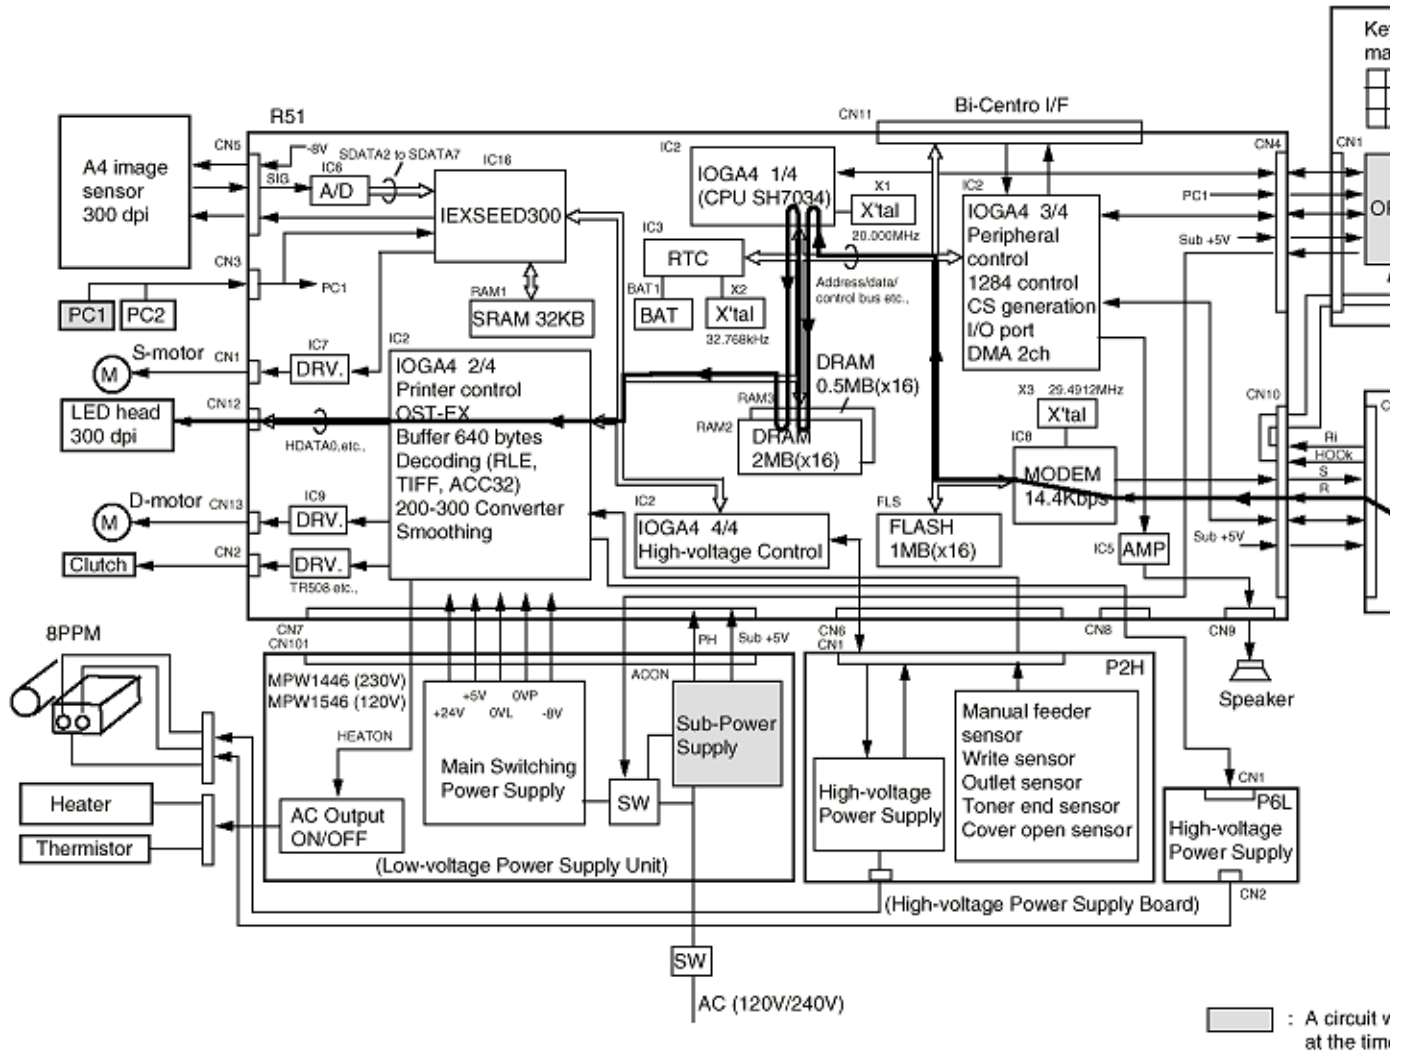 Key
ma
R51
CN11
Bi-Centro I/F
A4 image
sensor
300 dpi
CN5
-8V
SDATA2 to SDATA7
IC6
A/D
SIG
IC16
IEXSEED300
IC2
IOGA4 1/4
(CPU SH7034)
X1
X'tal
20.000MHz
IC2
IOGA4 3/4
Peripheral
control
1284 control
CS generation
I/O port
DMA 2ch
CN4
CN1
PC1
Sub +5V
OP
CN3
PC1
PC1
PC2
RAM1
SRAM 32KB
IC3
RTC
BAT1
BAT
X2
X'tal
32.768kHz
Address/data/
control bus etc.,
S-motor
M
CN1
IC7
DRV.
LED head
300 dpi
CN12
HDATA0,etc.,
IC2
IOGA4 2/4
Printer control
OST-EX
Buffer 640 bytes
Decoding (RLE,
TIFF, ACC32)
200-300 Converter
Smoothing
DRAM
0.5MB(x16)
RAM3
RAM2
DRAM
2MB(x16)
X3
29.4912MHz
X'tal
IC8
MODEM
14.4Kbps
CN10
Ri
HOOk
S
R
Sub +5V
D-motor
M
CN13
IC9
DRV.
Clutch
CN2
DRV.
TR508 etc.,
IC2
IOGA4 4/4
High-voltage Control
FLS
FLASH
1MB(x16)
IC5
AMP
CN7
CN101
PH
Sub +5V
CN6
CN1
CN8
CN9
Speaker
8PPM
MPW1446 (230V)
MPW1546 (120V)
+24V
+5V
0VL
0VP
-8V
ACON
HEATON
Main Switching
Power Supply
Sub-Power
Supply
SW
AC Output
ON/OFF
(Low-voltage Power Supply Unit)
Heater
Thermistor
P2H
High-voltage
Power Supply
Manual feeder
sensor
Write sensor
Outlet sensor
Toner end sensor
Cover open sensor
(High-voltage Power Supply Board)
CN1
P6L
High-voltage
Power Supply
CN2
SW
AC (120V/240V)
: A circuit
at the